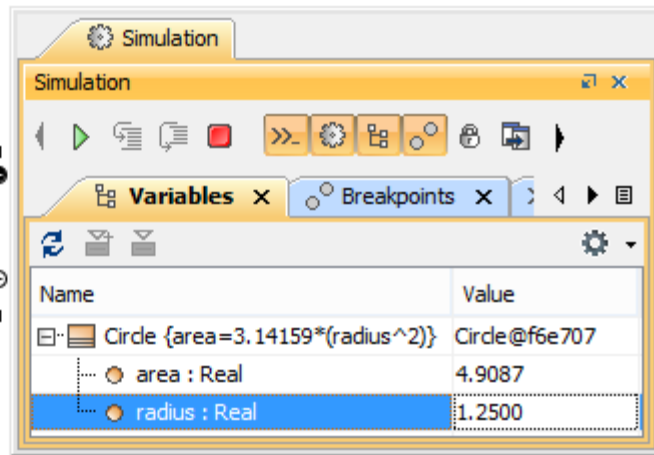 Simulation
Simulation
Variables Breakpoints
Name Value
Circle {area=3.14159*(radius^2)} Circle@f6e707
area : Real 4.9087
radius : Real 1.2500